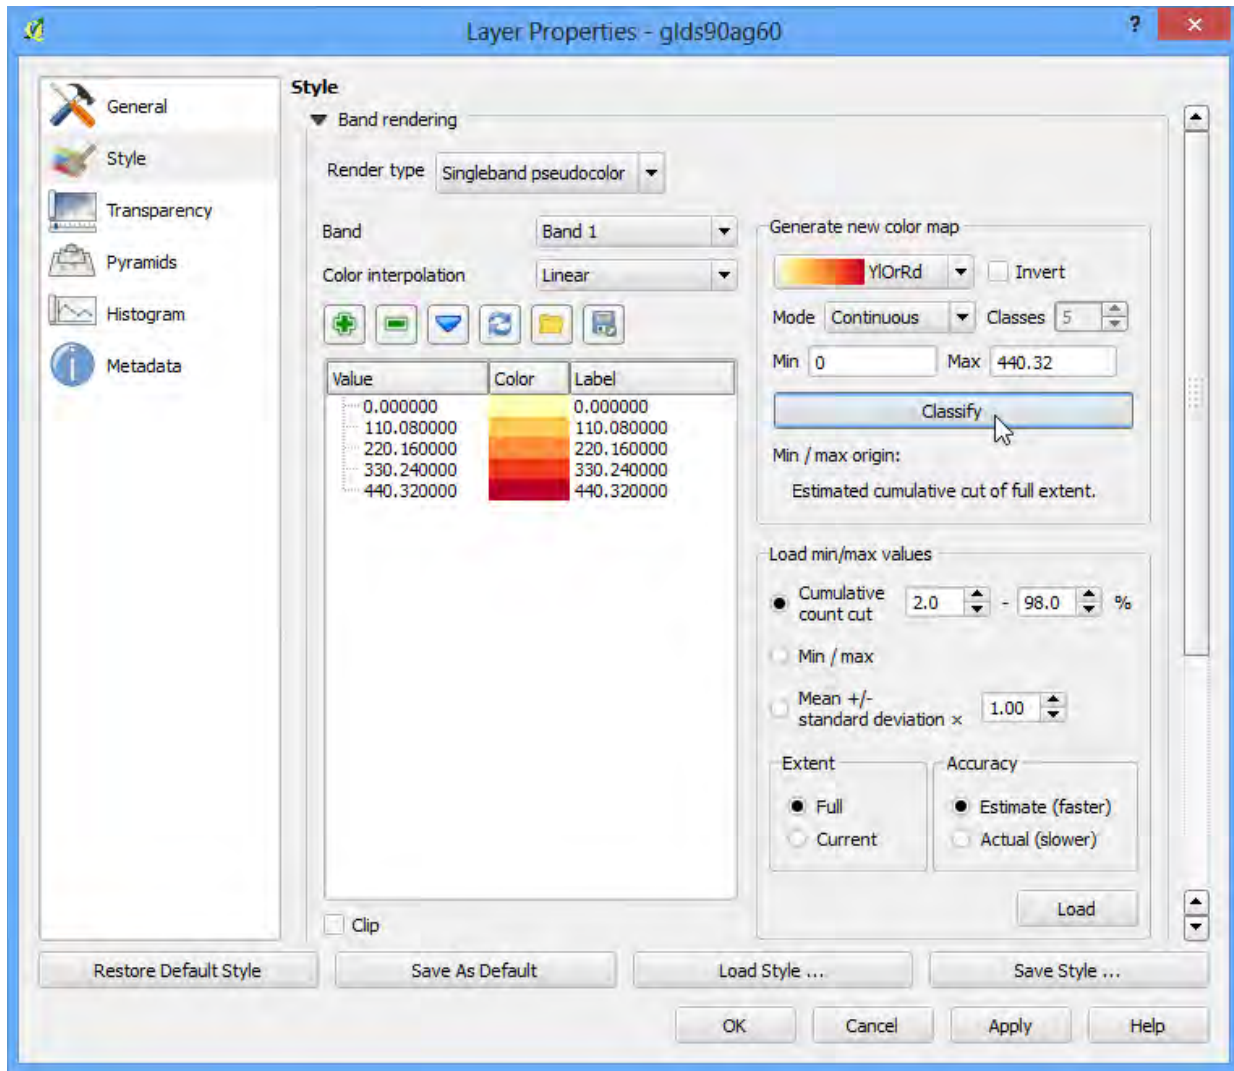 Layer Properties - glds90ag60
?
General
Style
Transparency
Pyramids
Histogram
Metadata
Style
Band rendering
Render type Singleband pseudocolor
Band Band 1
Color interpolation Linear
Value Color Label
0.000000 0.000000
110.080000 110.080000
220.160000 220.160000
330.240000 330.240000
440.320000 440.320000
Clip
Generate new color map
YlOrRd Invert
Mode Continuous Classes 5
Min 0 Max 440.32
Classify
Min / max origin:
Estimated cumulative cut of full extent.
Load min/max values
Cumulative
count cut 2.0 - 98.0 %
Min / max
Mean +/-
standard deviation × 1.00
Extent
Full
Current
Accuracy
Estimate (faster)
Actual (slower)
Load
Restore Default Style Save As Default Load Style ... Save Style ...
OK Cancel Apply Help